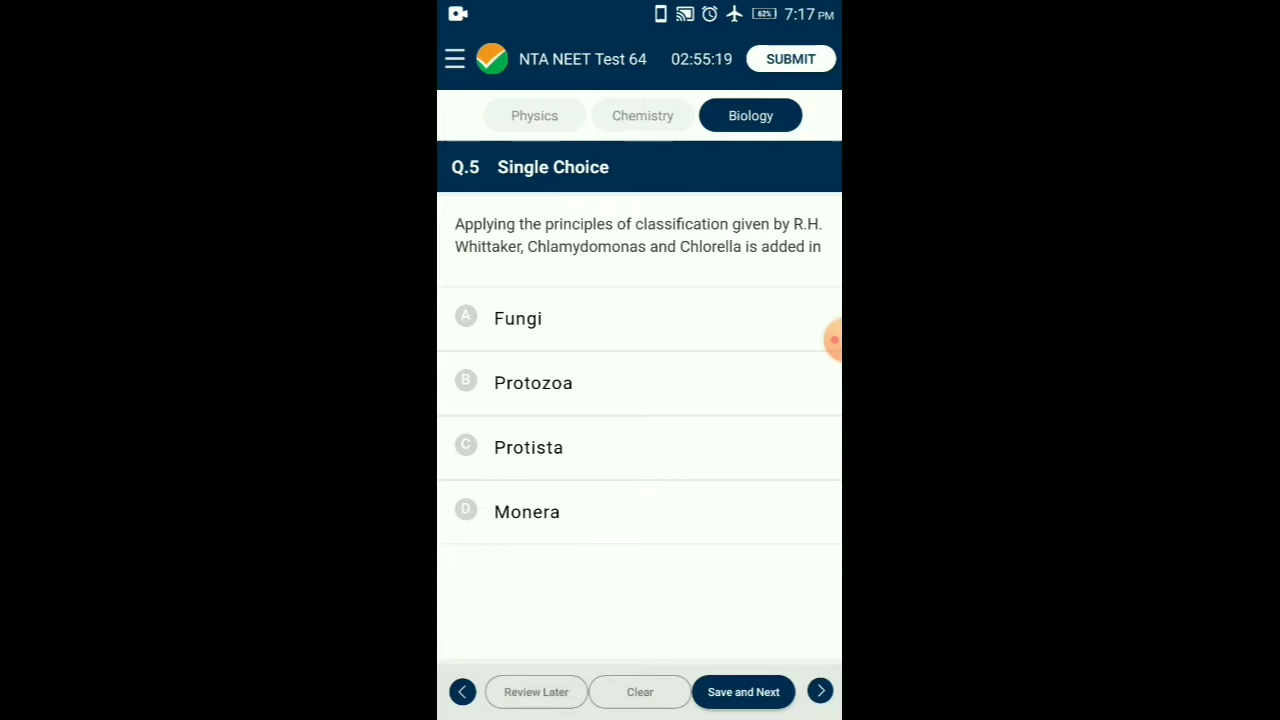 62% 7:17 PM
NTA NEET Test 64 02:55:19 SUBMIT
Physics Chemistry Biology
Q.5 Single Choice
Applying the principles of classification given by R.H.
Whittaker, Chlamydomonas and Chlorella is added in
A Fungi
B Protozoa
C Protista
D Monera
Review Later Clear Save and Next